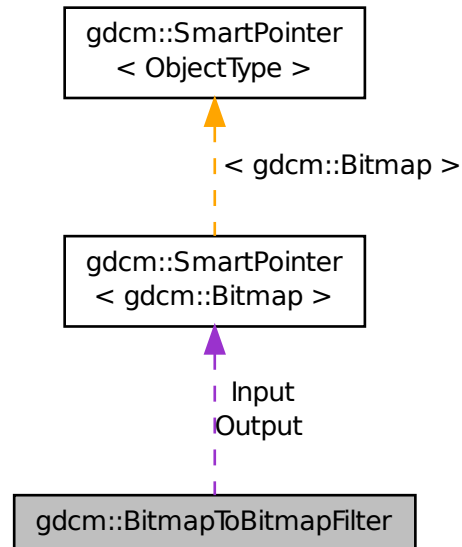 gdcm::SmartPointer
< ObjectType >
< gdcm::Bitmap >
gdcm::SmartPointer
< gdcm::Bitmap >
Input
Output
gdcm::BitmapToBitmapFilter